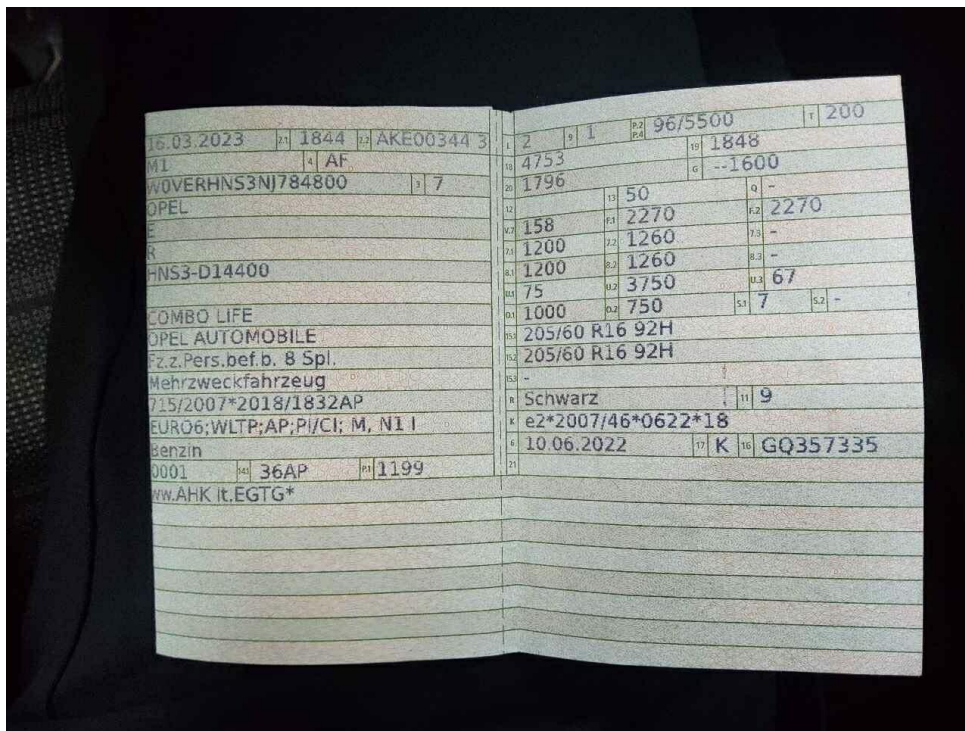 16.03.2023 2.1 1844 2.2 AKE00344 3
M1 4 AF
W0VERHNS3NJ784800 3 7
OPEL
E
R
HNS3-D14400
COMBO LIFE
OPEL AUTOMOBILE
Fz.z.Pers.bef.b. 8 Spl.
Mehrzweckfahrzeug
715/2007*2018/1832AP
EURO6;WLTP;AP;PI/CI; M, N1 I
Benzin
0001 14.1 36AP P.1 1199
ww.AHK lt.EGTG*
L 2 9 1 P.2 P.4 96/5500 T 200
18 4753 19 1848
20 1796 G --1600
12 13 50 Q -
V.7 158 F.1 2270 F.2 2270
7.1 1200 7.2 1260 7.3 -
8.1 1200 8.2 1260 8.3 -
U.1 75 U.2 3750 U.3 67
O.1 1000 O.2 750 S.1 7 S.2 -
15.1 205/60 R16 92H
15.2 205/60 R16 92H
15.3 -
R Schwarz 11 9
K e2*2007/46*0622*18
6 10.06.2022 17 K 16 GQ357335
21